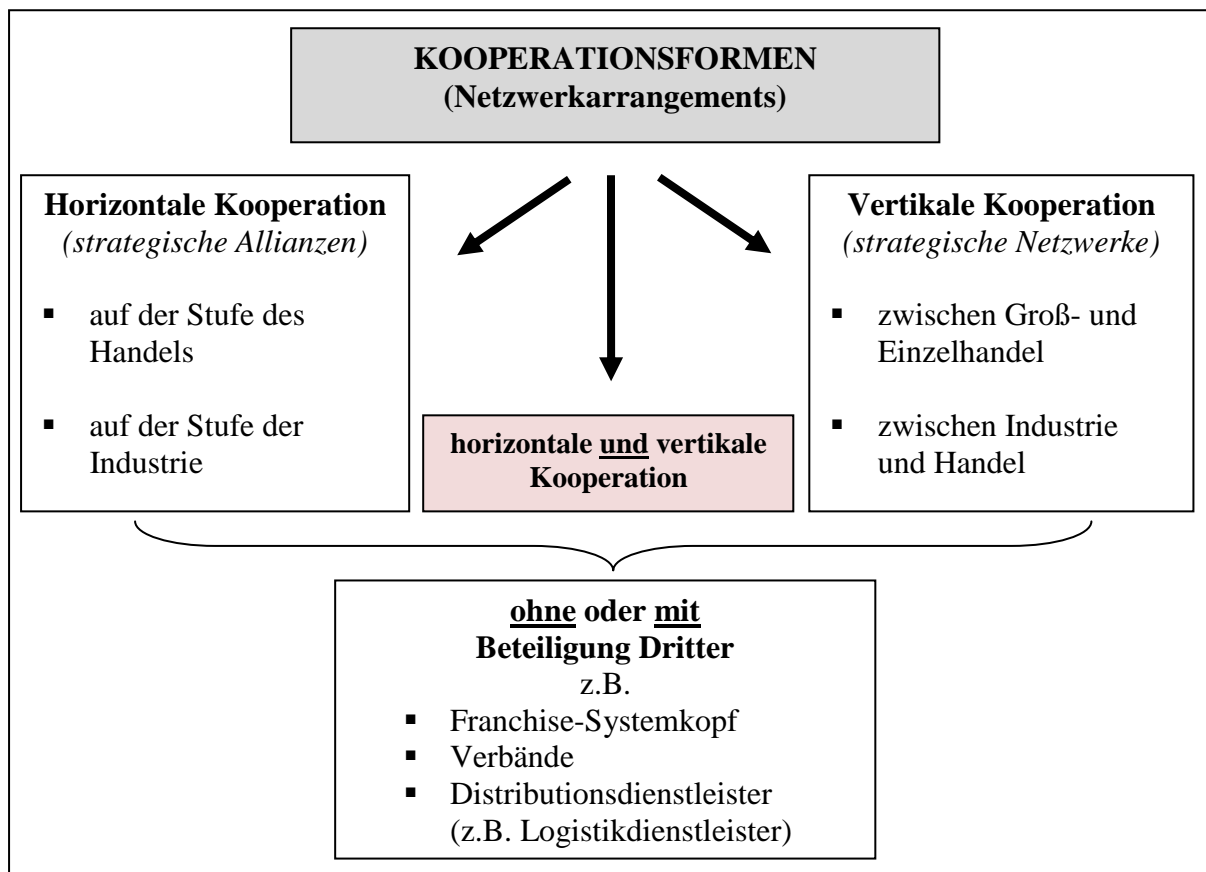 KOOPERATIONSFORMEN
(Netzwerkarrangements)
Horizontale Kooperation
(strategische Allianzen)
▪ auf der Stufe des
Handels
▪ auf der Stufe der
Industrie
horizontale und vertikale
Kooperation
Vertikale Kooperation
(strategische Netzwerke)
▪ zwischen Groß- und
Einzelhandel
▪ zwischen Industrie
und Handel
ohne oder mit
Beteiligung Dritter
z.B.
▪ Franchise-Systemkopf
▪ Verbände
▪ Distributionsdienstleister
(z.B. Logistikdienstleister)